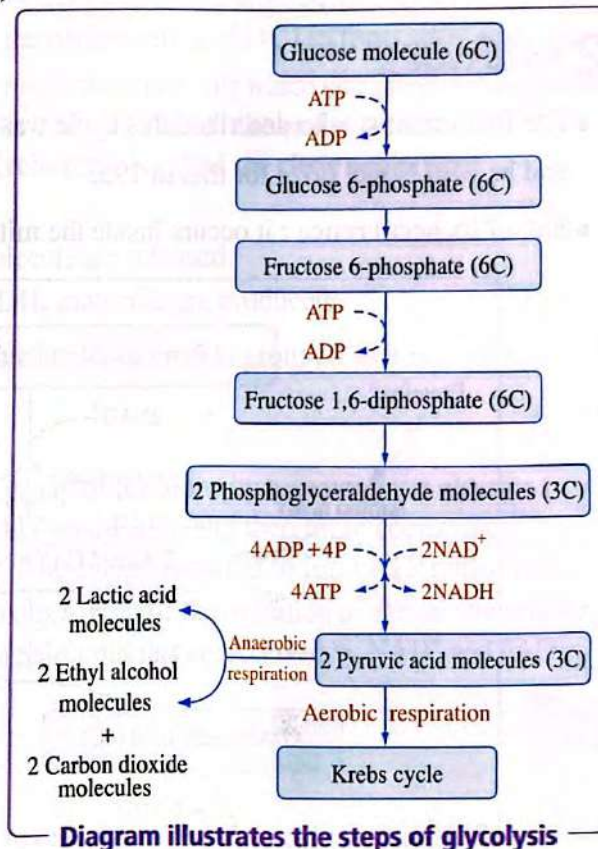 Glucose molecule (6C)
ATP
ADP
Glucose 6-phosphate (6C)
Fructose 6-phosphate (6C)
ATP
ADP
Fructose 1,6-diphosphate (6C)
2 Phosphoglyceraldehyde molecules (3C)
4ADP + 4P 2NAD⁺
4ATP 2NADH
2 Pyruvic acid molecules (3C)
Anaerobic
respiration
2 Lactic acid
molecules
2 Ethyl alcohol
molecules
+
2 Carbon dioxide
molecules
Aerobic respiration
Krebs cycle
Diagram illustrates the steps of glycolysis